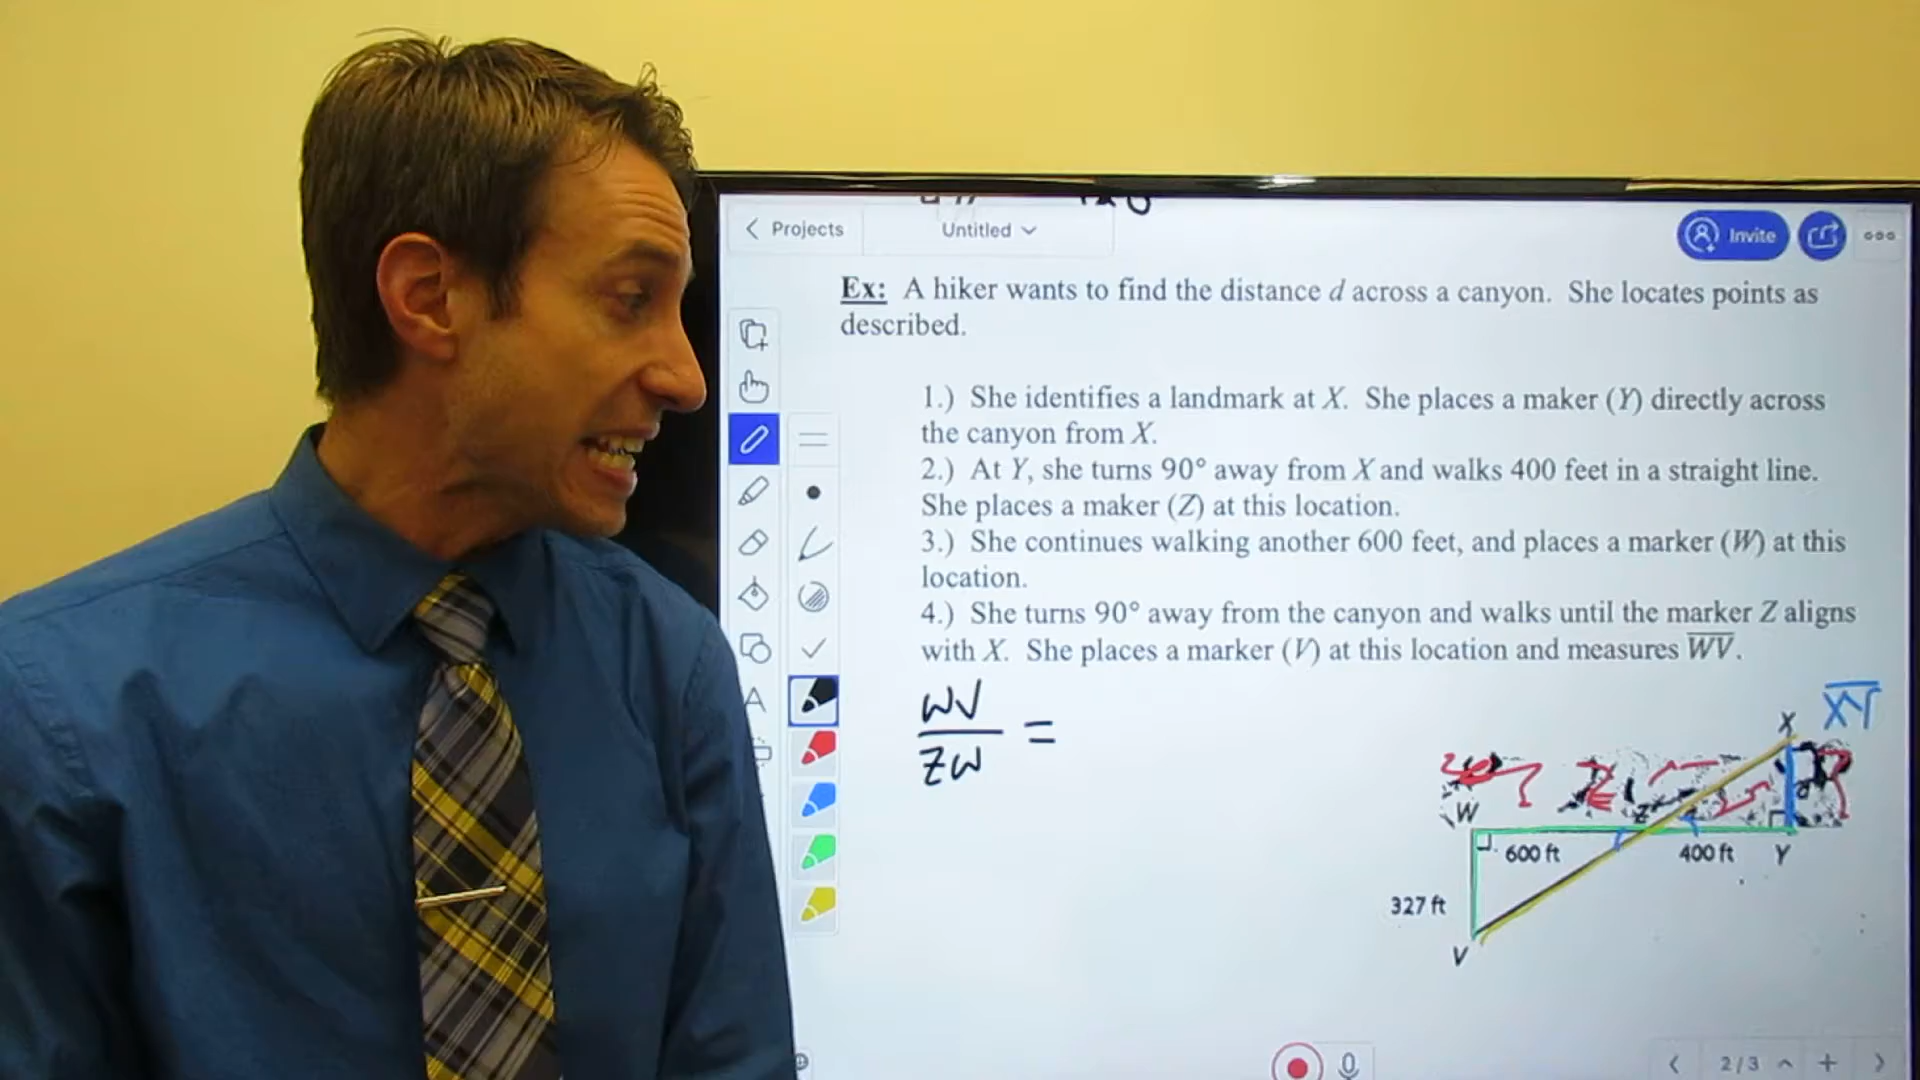 Projects
Untitled
Invite
Ex: A hiker wants to find the distance d across a canyon. She locates points as
described.
1.) She identifies a landmark at X. She places a maker (Y) directly across
the canyon from X.
2.) At Y, she turns 90° away from X and walks 400 feet in a straight line.
She places a maker (Z) at this location.
3.) She continues walking another 600 feet, and places a marker (W) at this
location.
4.) She turns 90° away from the canyon and walks until the marker Z aligns
with X. She places a marker (V) at this location and measures WV.
A
WV
ZW
=
XY
X
d
W
Z
600 ft
400 ft
Y
327 ft
V
2/3